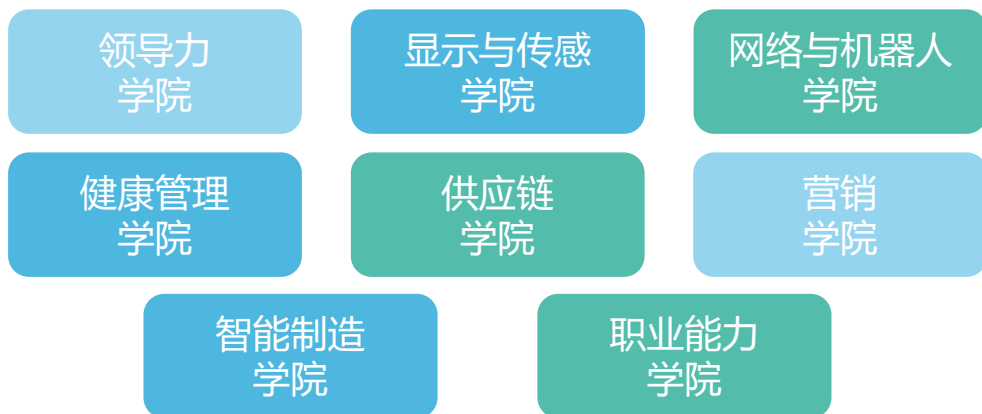 领导力
学院
显示与传感
学院
网络与机器人
学院
健康管理
学院
供应链
学院
营销
学院
智能制造
学院
职业能力
学院